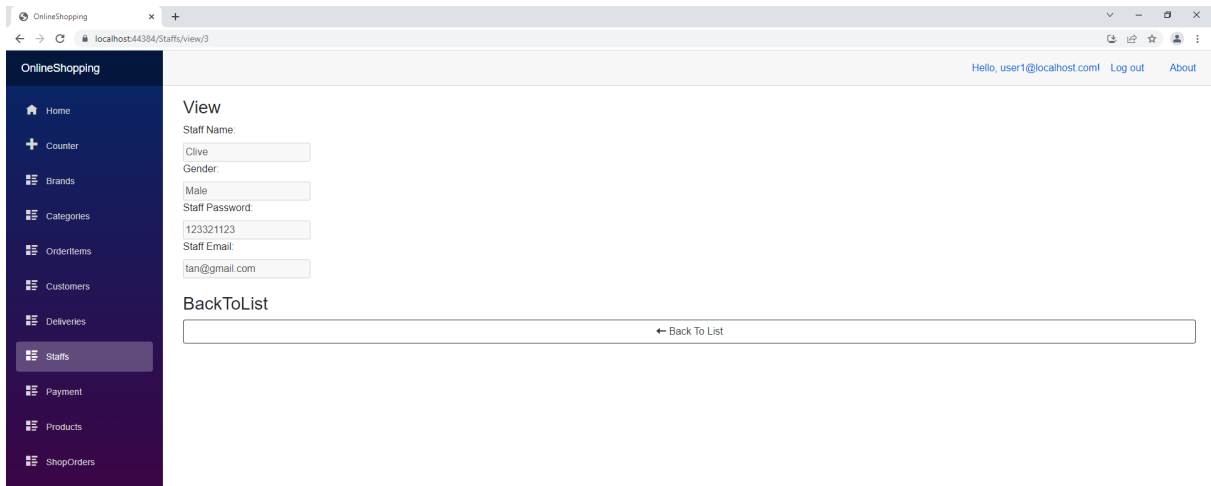 OnlineShopping
localhost:44384/Staffs/view/3
OnlineShopping
Hello, user1@localhost.com! Log out About
Home
Counter
Brands
Categories
OrderItems
Customers
Deliveries
Staffs
Payment
Products
ShopOrders
View
Staff Name:
Clive
Gender:
Male
Staff Password:
123321123
Staff Email:
tan@gmail.com
BackToList
Back To List